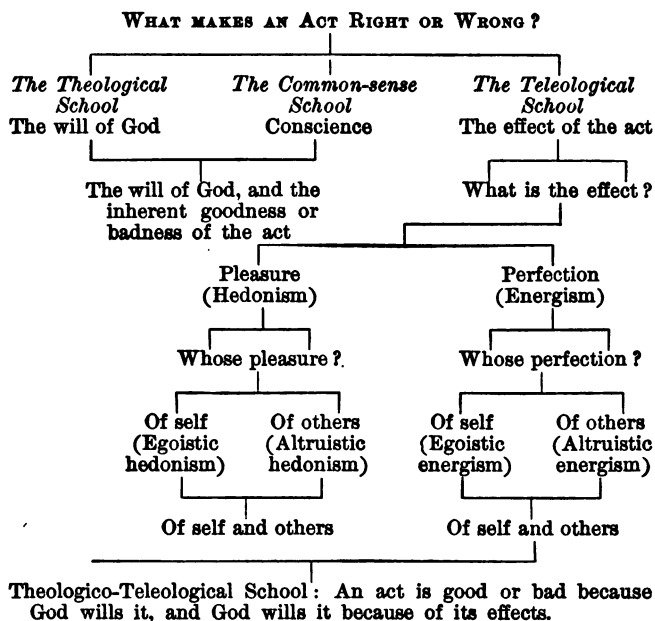 WHAT MAKES AN ACT RIGHT OR WRONG?
The Theological School
The will of God
The Common-sense School
Conscience
The Teleological School
The effect of the act
The will of God, and the
inherent goodness or
badness of the act
What is the effect?
Pleasure
(Hedonism)
Perfection
(Energism)
Whose pleasure?
Whose perfection?
Of self
(Egoistic
hedonism)
Of others
(Altruistic
hedonism)
Of self
(Egoistic
energism)
Of others
(Altruistic
energism)
Of self and others
Of self and others
Theologico-Teleological School: An act is good or bad because
God wills it, and God wills it because of its effects.